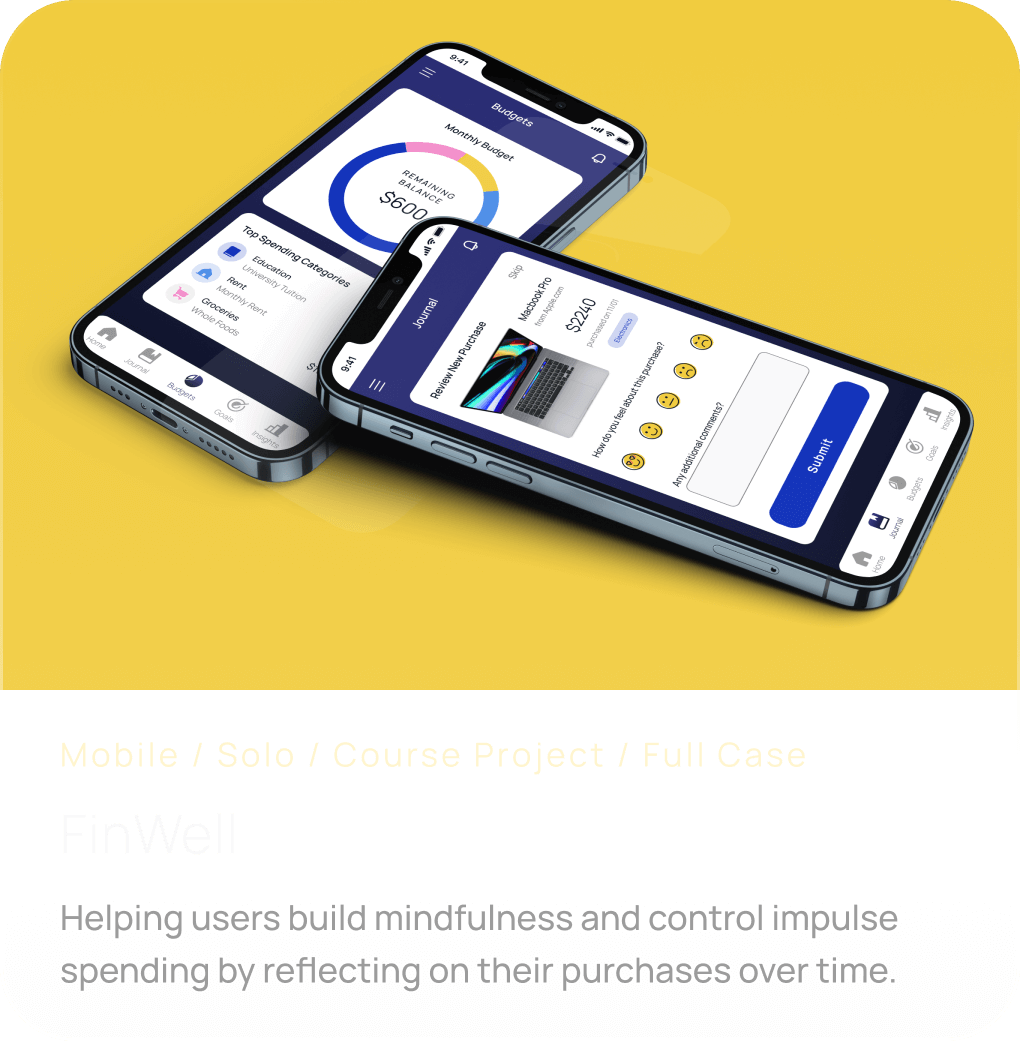 9:41
Budgets
Monthly Budget
REMAINING
BALANCE
$600
Top Spending Categories
Education
University Tuition
Rent
Monthly Rent
Groceries
Whole Foods
Home
Journal
Budgets
Goals
Insights
9:41
Journal
Review New Purchase
Skip
Macbook Pro
from Apple.com
$2240
purchased on 11/01
Electronics
How do you feel about this purchase?
Any additional comments?
Submit
Home
Journal
Budgets
Goals
Insights
Mobile / Solo / Course Project / Full Case
FinWell
Helping users build mindfulness and control impulse
spending by reflecting on their purchases over time.